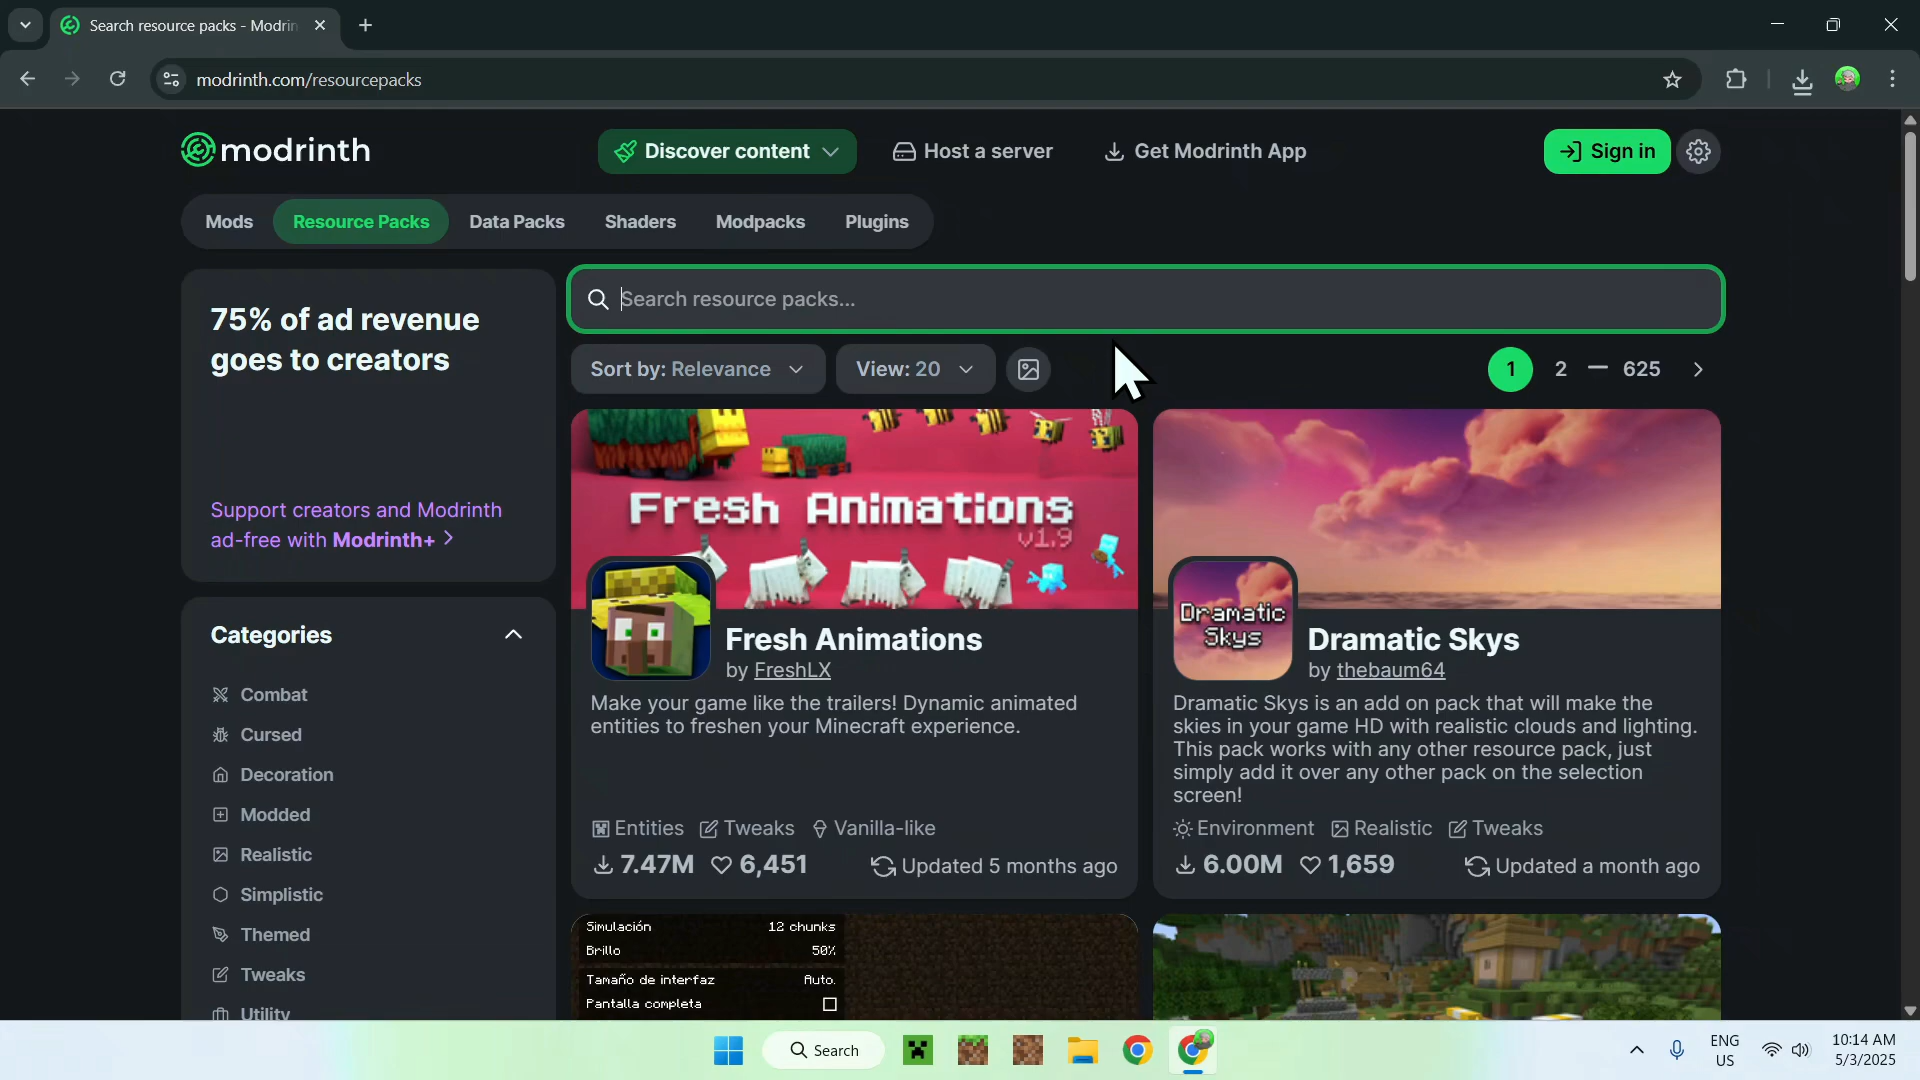 Search resource packs - Modrin
modrinth.com/resourcepacks
modrinth
Discover content
Host a server
Get Modrinth App
Sign in
Mods
Resource Packs
Data Packs
Shaders
Modpacks
Plugins
75% of ad revenue
goes to creators
Support creators and Modrinth
ad-free with Modrinth+
Search resource packs...
Sort by: Relevance
View: 20
1
2
625
Categories
Combat
Cursed
Decoration
Modded
Realistic
Simplistic
Themed
Tweaks
Utility
Fresh Animations
v1.9
Fresh Animations
by FreshLX
Make your game like the trailers! Dynamic animated
entities to freshen your Minecraft experience.
Entities
Tweaks
Vanilla-like
7.47M
6,451
Updated 5 months ago
Dramatic
Skys
Dramatic Skys
by thebaum64
Dramatic Skys is an add on pack that will make the
skies in your game HD with realistic clouds and lighting.
This pack works with any other resource pack, just
simply add it over any other pack on the selection
screen!
Environment
Realistic
Tweaks
6.00M
1,659
Updated a month ago
Simulación 12 chunks
Brillo 50%
Tamaño de interfaz Auto.
Pantalla completa
Search
ENG
US
10:14 AM
5/3/2025